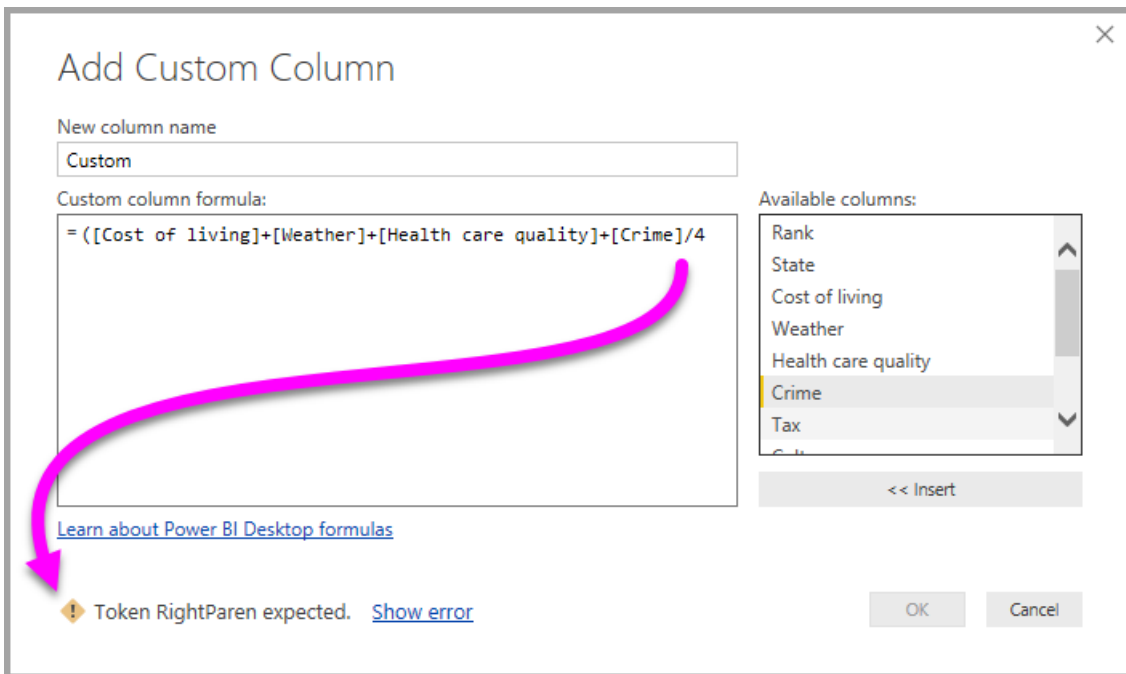 Add Custom Column
New column name
Custom
Custom column formula:
= ([Cost of living]+[Weather]+[Health care quality]+[Crime]/4
Available columns:
Rank
State
Cost of living
Weather
Health care quality
Crime
Tax
<< Insert
Learn about Power BI Desktop formulas
Token RightParen expected. Show error
OK
Cancel